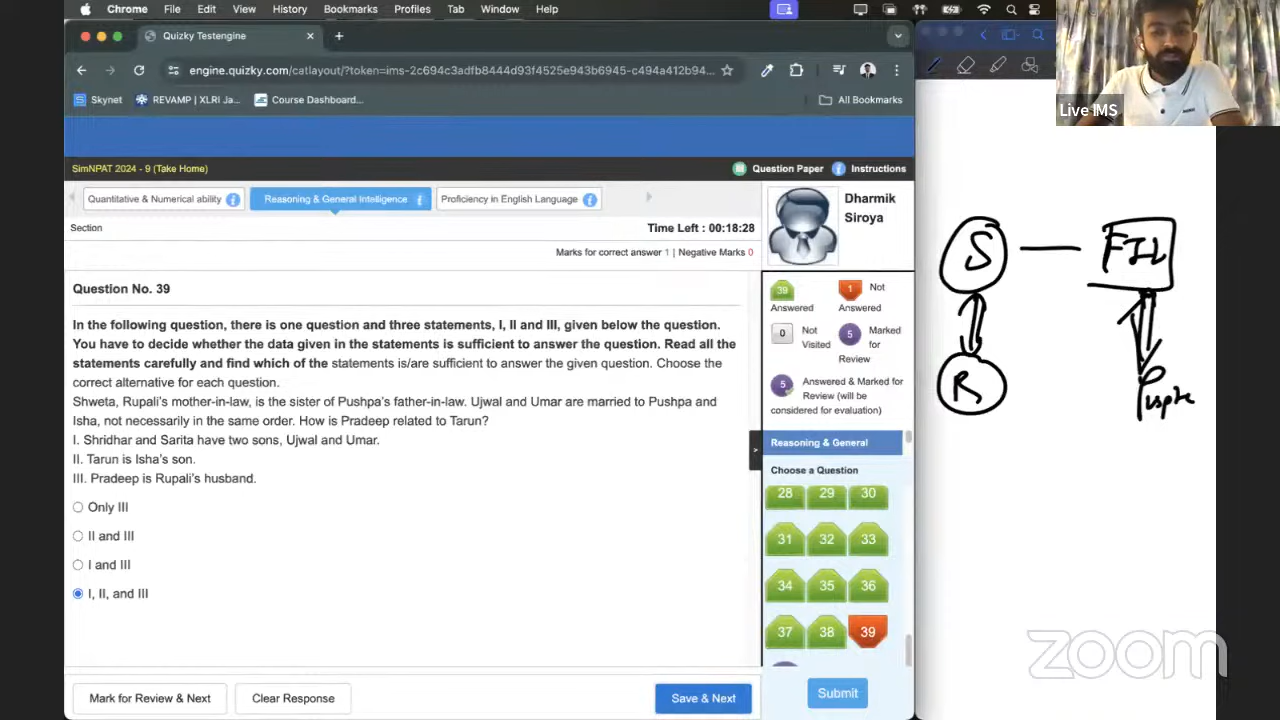 Chrome File Edit View History Bookmarks Profiles Tab Window Help
Quizky Testengine
engine.quizky.com/catlayout/?token=ims-2c694c3adfb8444d93f4525e943b6945-c494a412b94...
Skynet REVAMP | XLRI Ja... Course Dashboard... All Bookmarks
Live IMS
SimNPAT 2024 - 9 (Take Home) Question Paper Instructions
Quantitative & Numerical ability Reasoning & General Intelligence Proficiency in English Language
Section Time Left : 00:18:28
Marks for correct answer 1 | Negative Marks 0
Dharmik
Siroya
Question No. 39
In the following question, there is one question and three statements, I, II and III, given below the question.
You have to decide whether the data given in the statements is sufficient to answer the question. Read all the
statements carefully and find which of the statements is/are sufficient to answer the given question. Choose the
correct alternative for each question.
Shweta, Rupali's mother-in-law, is the sister of Pushpa's father-in-law. Ujwal and Umar are married to Pushpa and
Isha, not necessarily in the same order. How is Pradeep related to Tarun?
I. Shridhar and Sarita have two sons, Ujwal and Umar.
II. Tarun is Isha's son.
III. Pradeep is Rupali's husband.
Only III
II and III
I and III
I, II, and III
Mark for Review & Next Clear Response Save & Next
39 Answered
1 Not Answered
0 Not Visited
5 Marked for Review
5 Answered & Marked for
Review (will be
considered for evaluation)
Reasoning & General
Choose a Question
28 29 30
31 32 33
34 35 36
37 38 39
Submit
S FIL
R
zoom